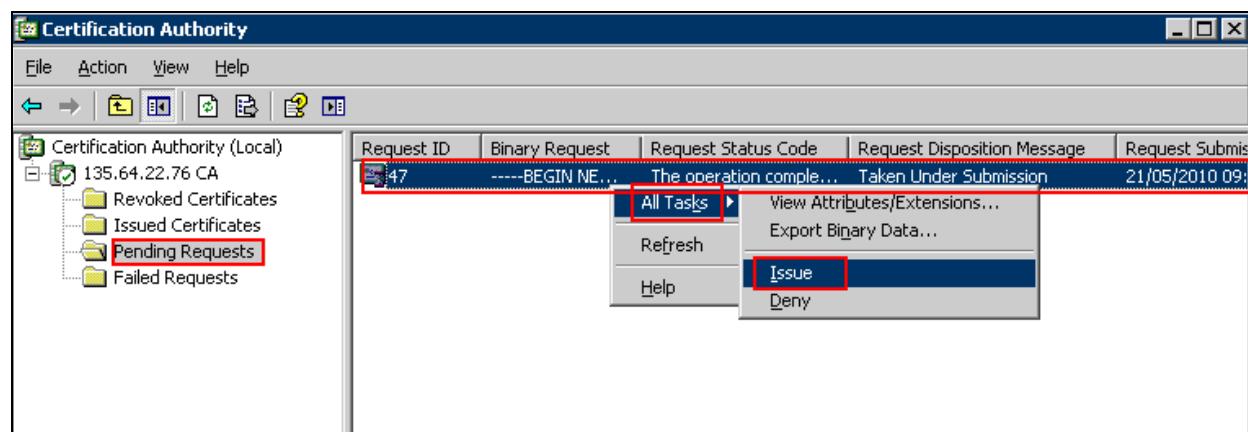 Certification Authority
File Action View Help
Certification Authority (Local)
135.64.22.76 CA
Revoked Certificates
Issued Certificates
Pending Requests
Failed Requests
Request ID Binary Request Request Status Code Request Disposition Message Request Submis
47 -----BEGIN NE... The operation comple... Taken Under Submission 21/05/2010 09:
All Tasks
Refresh
Help
View Attributes/Extensions...
Export Binary Data...
Issue
Deny